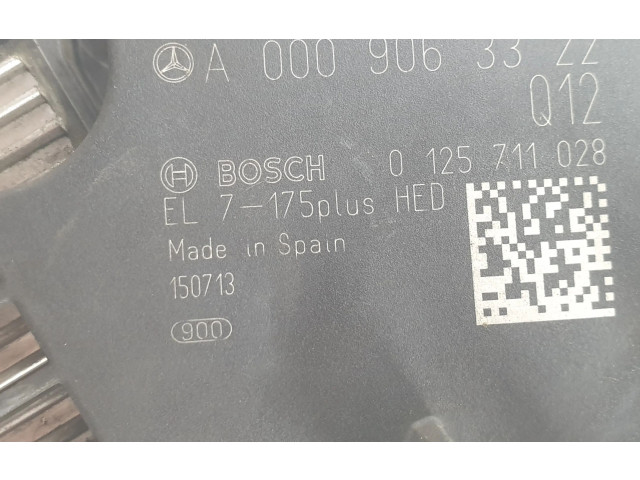 A 000 906 33 22
Q12
BOSCH 0 125 711 028
EL 7-175plus HED
Made in Spain
150713
900